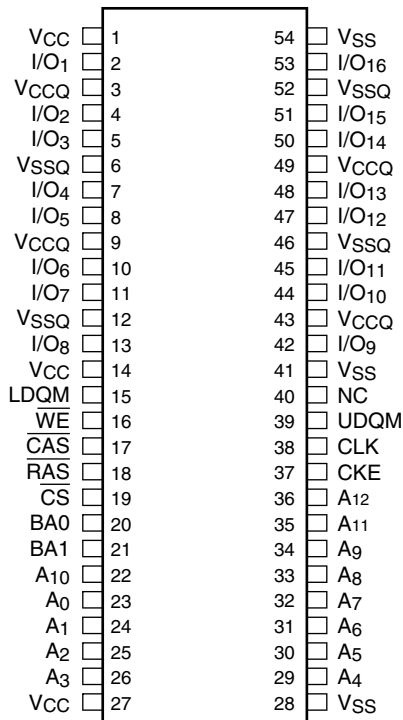 VCC 1 54 VSS
I/O1 2 53 I/O16
VCCQ 3 52 VSSQ
I/O2 4 51 I/O15
I/O3 5 50 I/O14
VSSQ 6 49 VCCQ
I/O4 7 48 I/O13
I/O5 8 47 I/O12
VCCQ 9 46 VSSQ
I/O6 10 45 I/O11
I/O7 11 44 I/O10
VSSQ 12 43 VCCQ
I/O8 13 42 I/O9
VCC 14 41 VSS
LDQM 15 40 NC
WE 16 39 UDQM
CAS 17 38 CLK
RAS 18 37 CKE
CS 19 36 A12
BA0 20 35 A11
BA1 21 34 A9
A10 22 33 A8
A0 23 32 A7
A1 24 31 A6
A2 25 30 A5
A3 26 29 A4
VCC 27 28 VSS